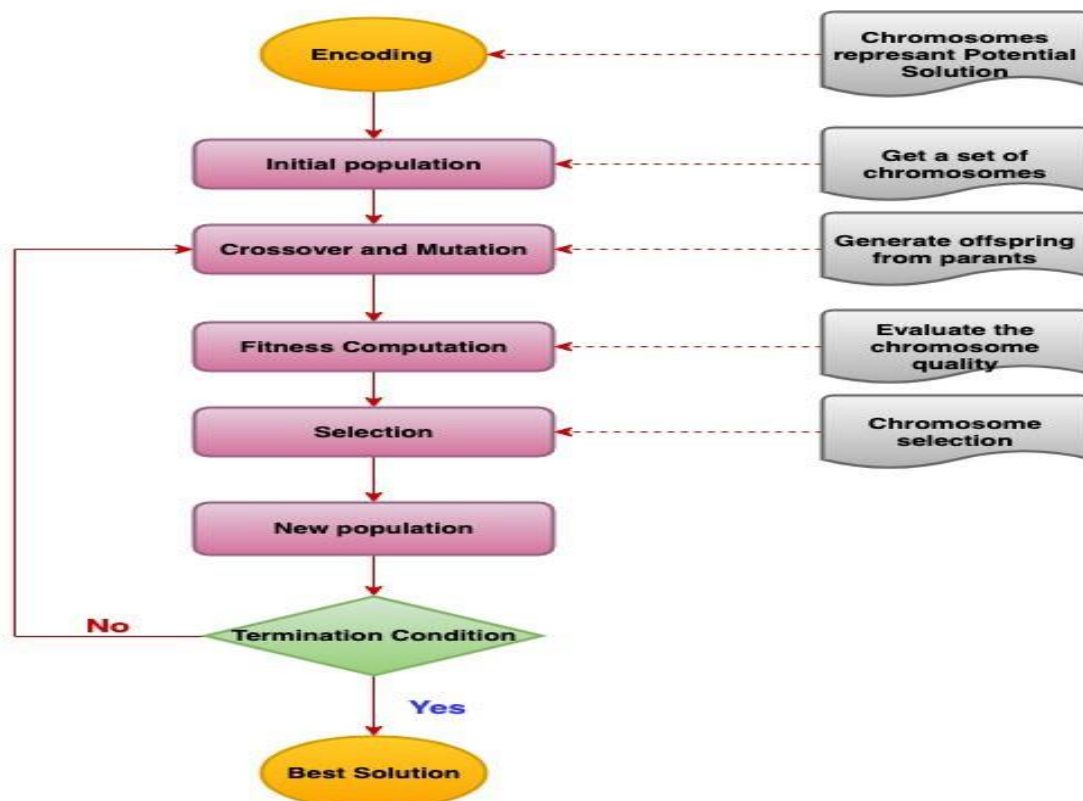 Encoding
Chromosomes
represant Potential
Solution
Initial population
Get a set of
chromosomes
Crossover and Mutation
Generate offspring
from parants
Fitness Computation
Evaluate the
chromosome
quality
Selection
Chromosome
selection
New population
Termination Condition
No
Yes
Best Solution